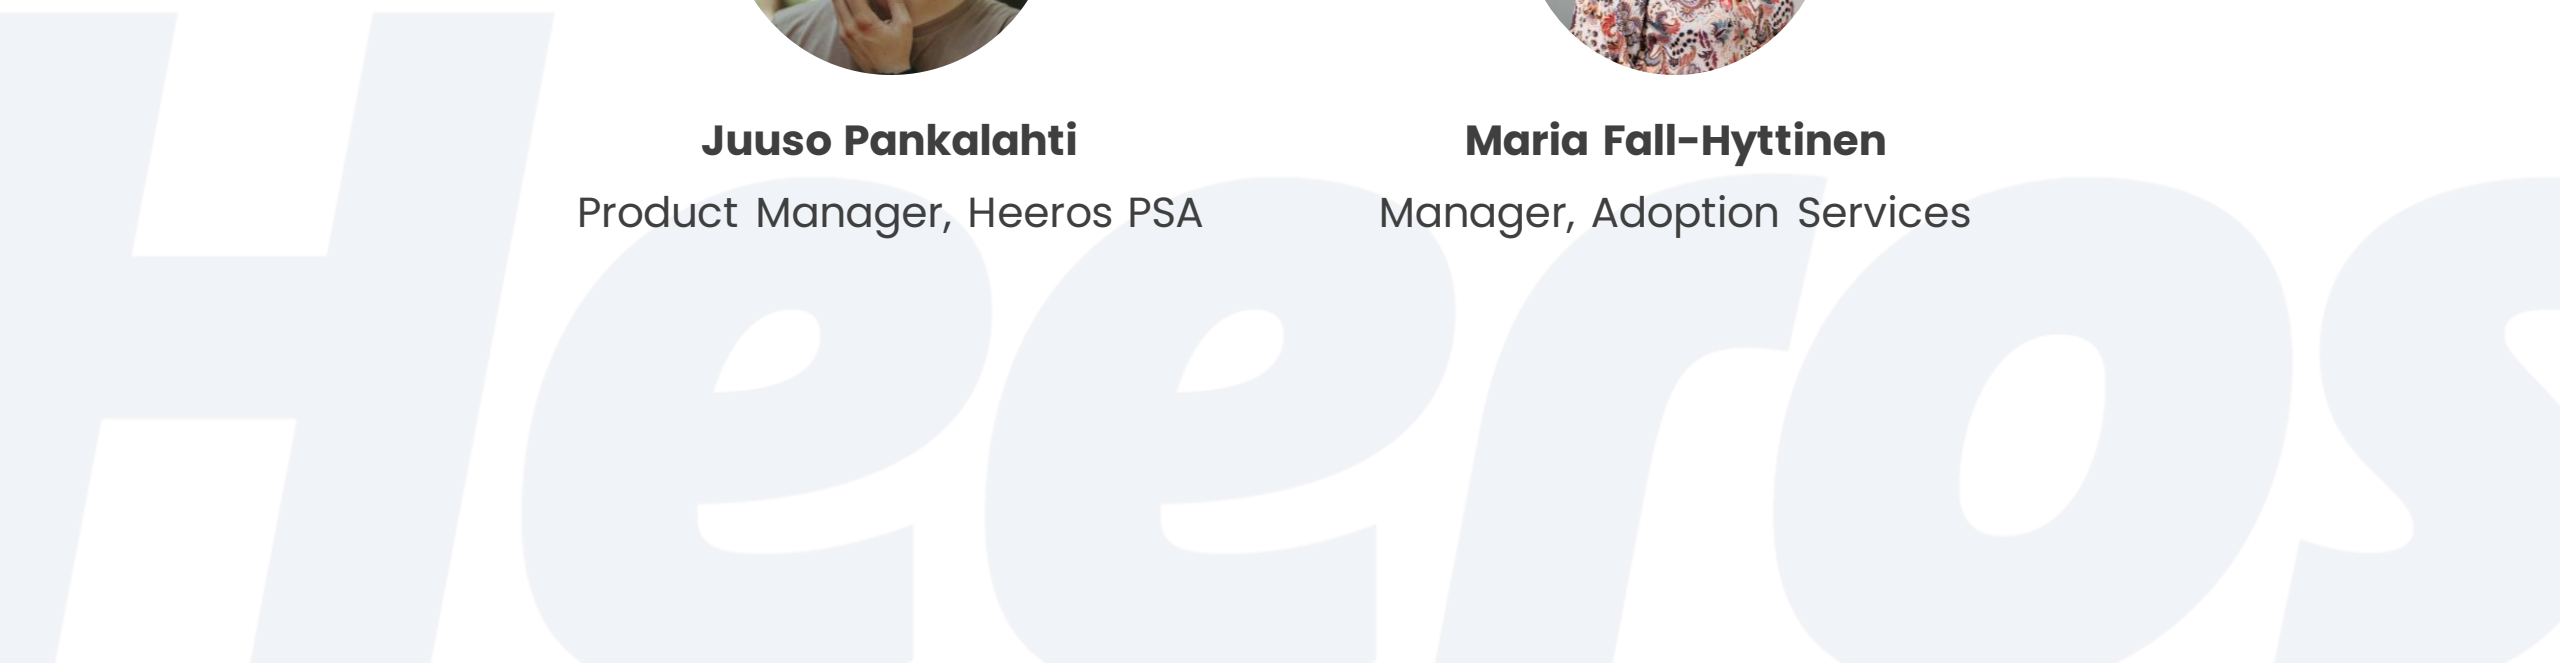 Juuso Pankalahti
Maria Fall-Hyttinen
Product Manager, Heeros PSA
Manager, Adoption Services
Heeros